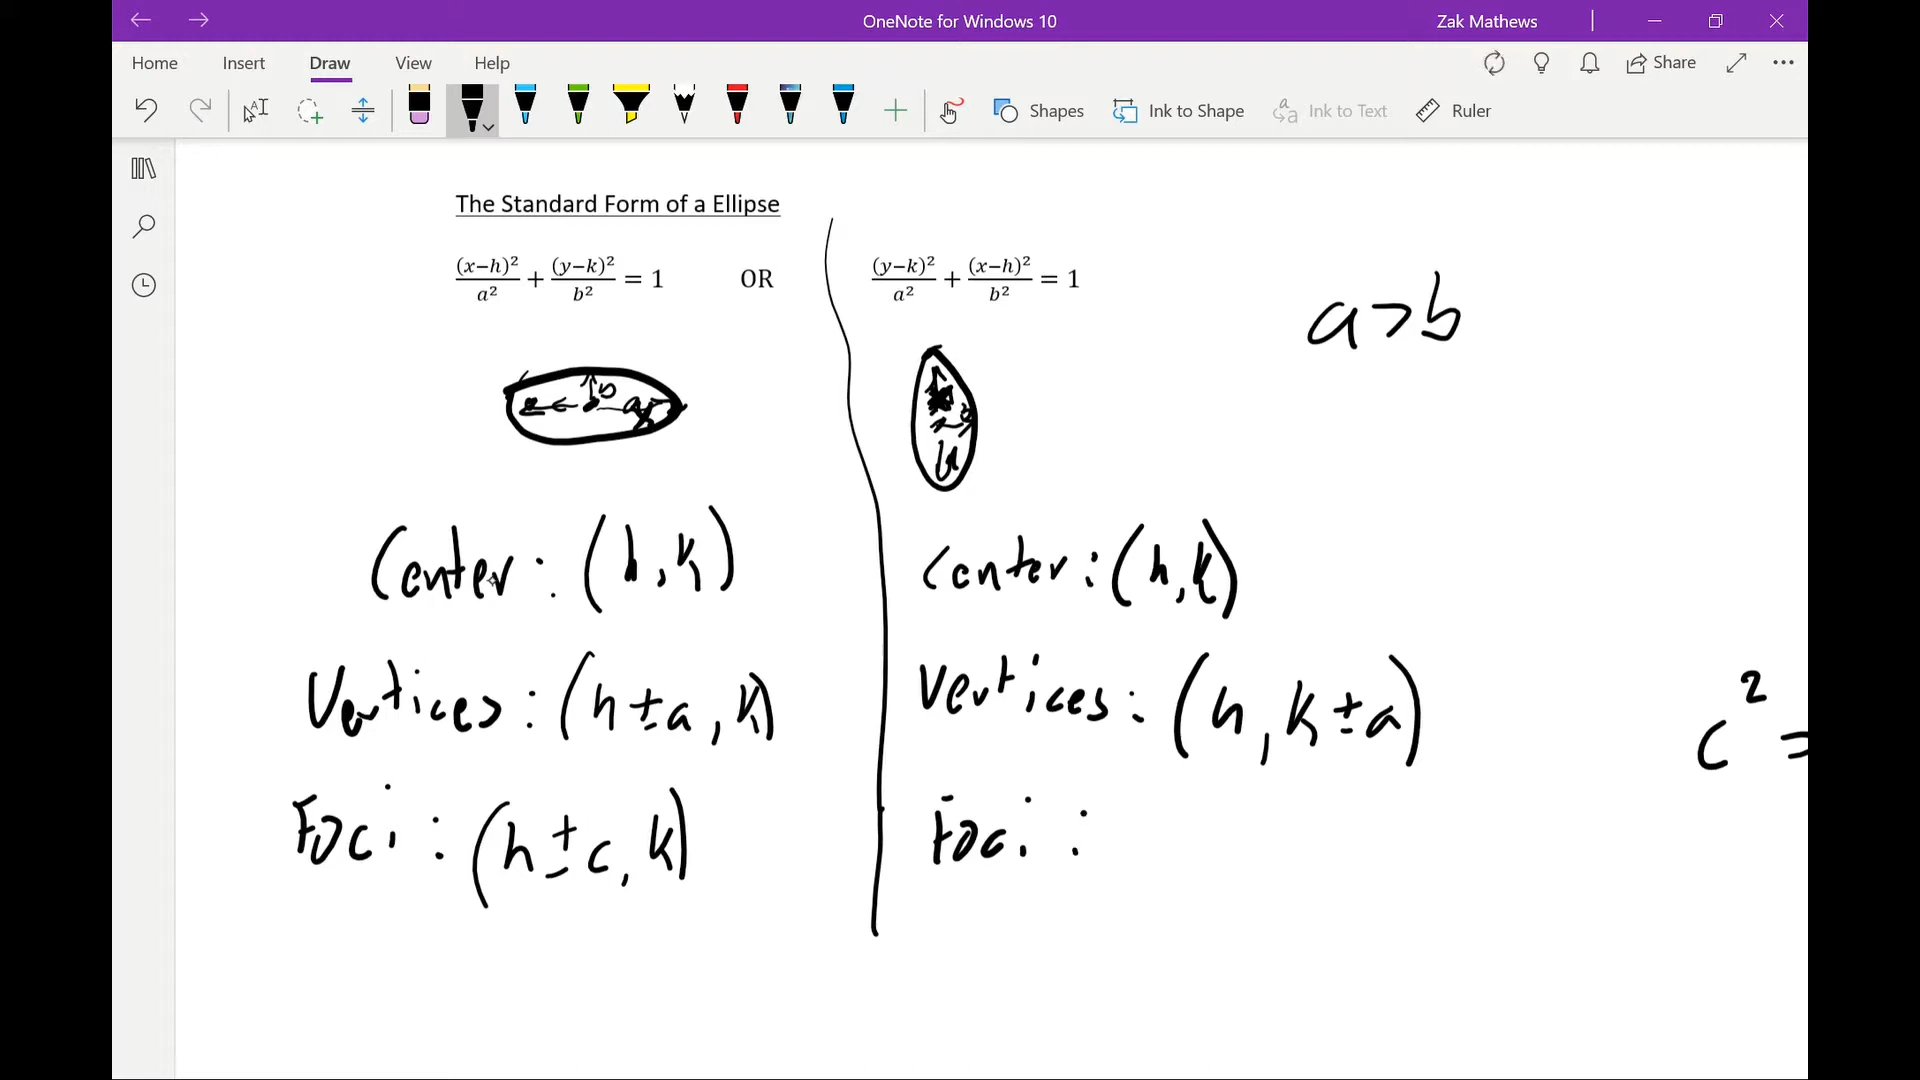 OneNote for Windows 10
Zak Mathews
Home Insert Draw View Help
Share
Shapes Ink to Shape Ink to Text Ruler
The Standard Form of a Ellipse
(x−h)²/a² + (y−k)²/b² = 1 OR (y−k)²/a² + (x−h)²/b² = 1
a>b
b
a
Center: (h,k)
Vertices: (h±a, k)
Foci: (h±c, k)
Center: (h,k)
Vertices: (h, k±a)
Foci:
c² =